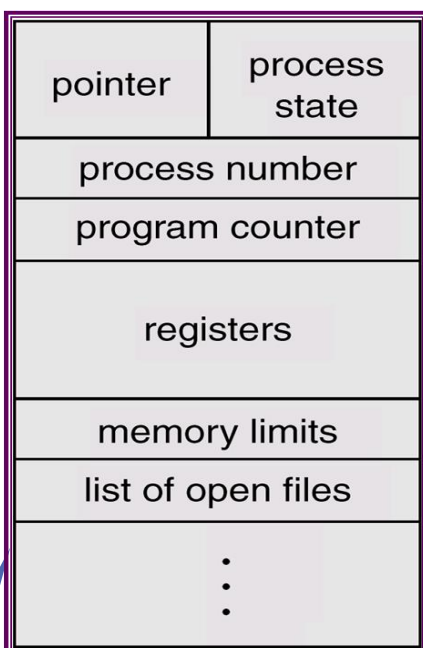 pointer
process
state
process number
program counter
registers
memory limits
list of open files